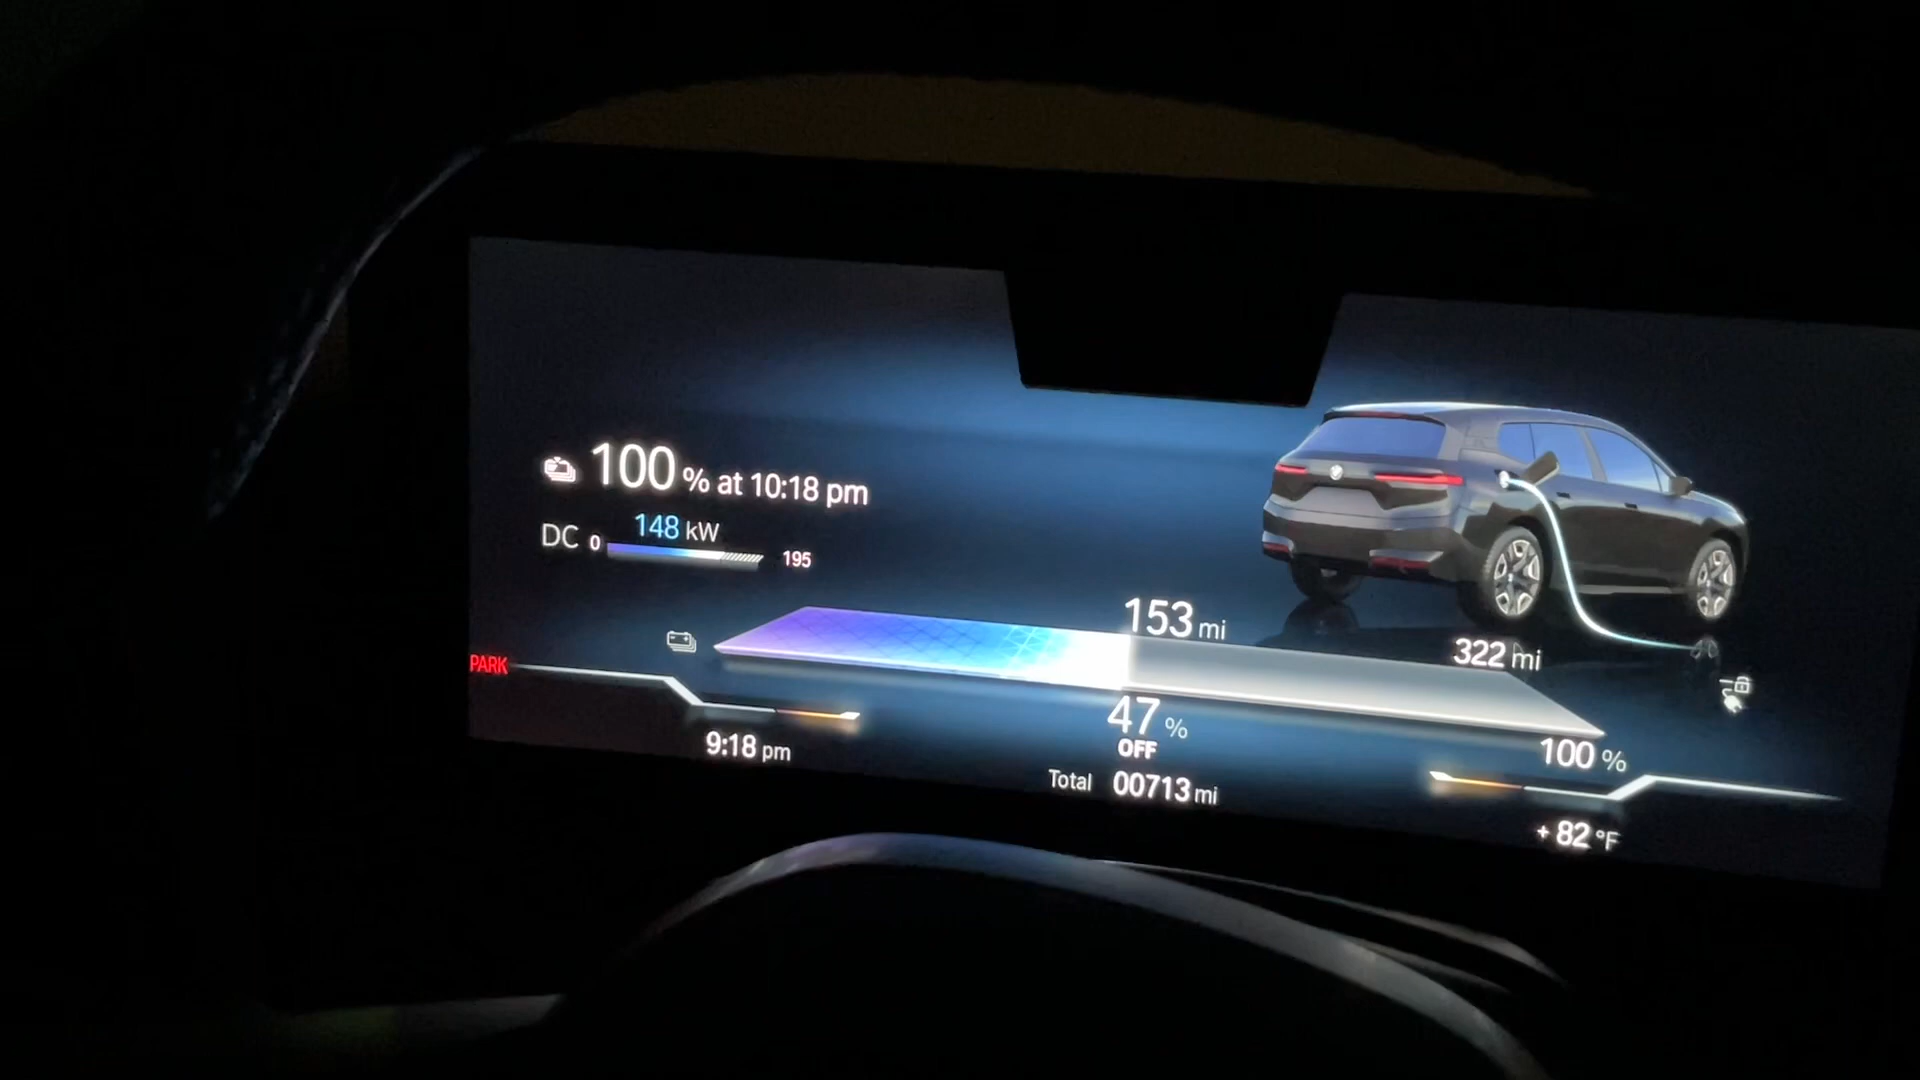 100 % at 10:18 pm
148 kW
DC 0 195
153 mi
322 mi
PARK
47 %
OFF
100 %
9:18 pm
Total 00713 mi
+ 82 °F